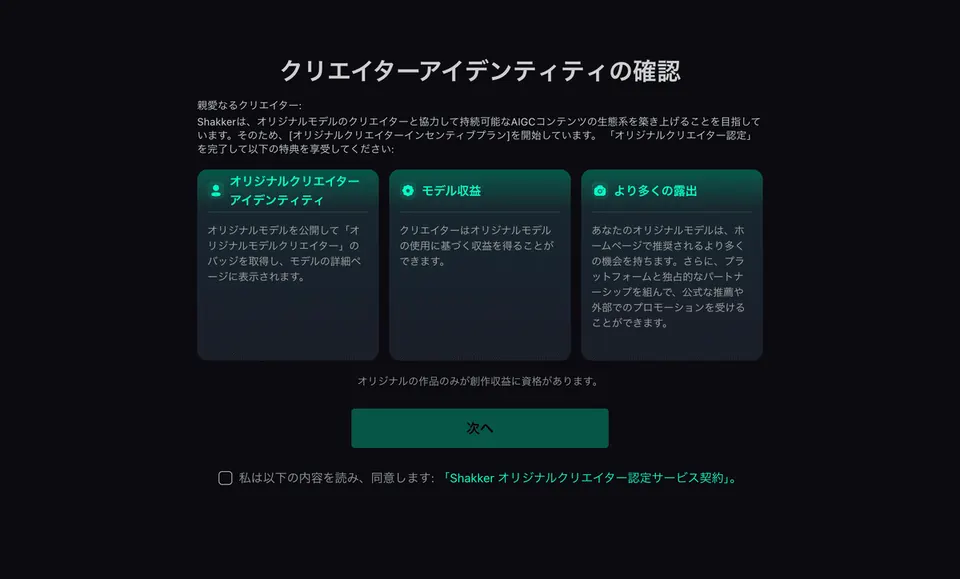 クリエイターアイデンティティの確認
親愛なるクリエイター:
Shakkerは、オリジナルモデルのクリエイターと協力して持続可能なAIGCコンテンツの生態系を築き上げることを目指して
います。そのため、[オリジナルクリエイターインセンティブプラン]を開始しています。 「オリジナルクリエイター認定」
を完了して以下の特典を享受してください:
オリジナルクリエイター
アイデンティティ
オリジナルモデルを公開して「オ
リジナルモデルクリエイター」の
バッジを取得し、モデルの詳細ペ
ージに表示されます。
モデル収益
クリエイターはオリジナルモデル
の使用に基づく収益を得ることが
できます。
より多くの露出
あなたのオリジナルモデルは、ホ
ームページで推奨されるより多く
の機会を持ちます。さらに、プラ
ットフォームと独占的なパートナ
ーシップを組んで、公式な推薦や
外部でのプロモーションを受ける
ことができます。
オリジナルの作品のみが創作収益に資格があります。
次へ
私は以下の内容を読み、同意します: 「Shakker オリジナルクリエイター認定サービス契約」。